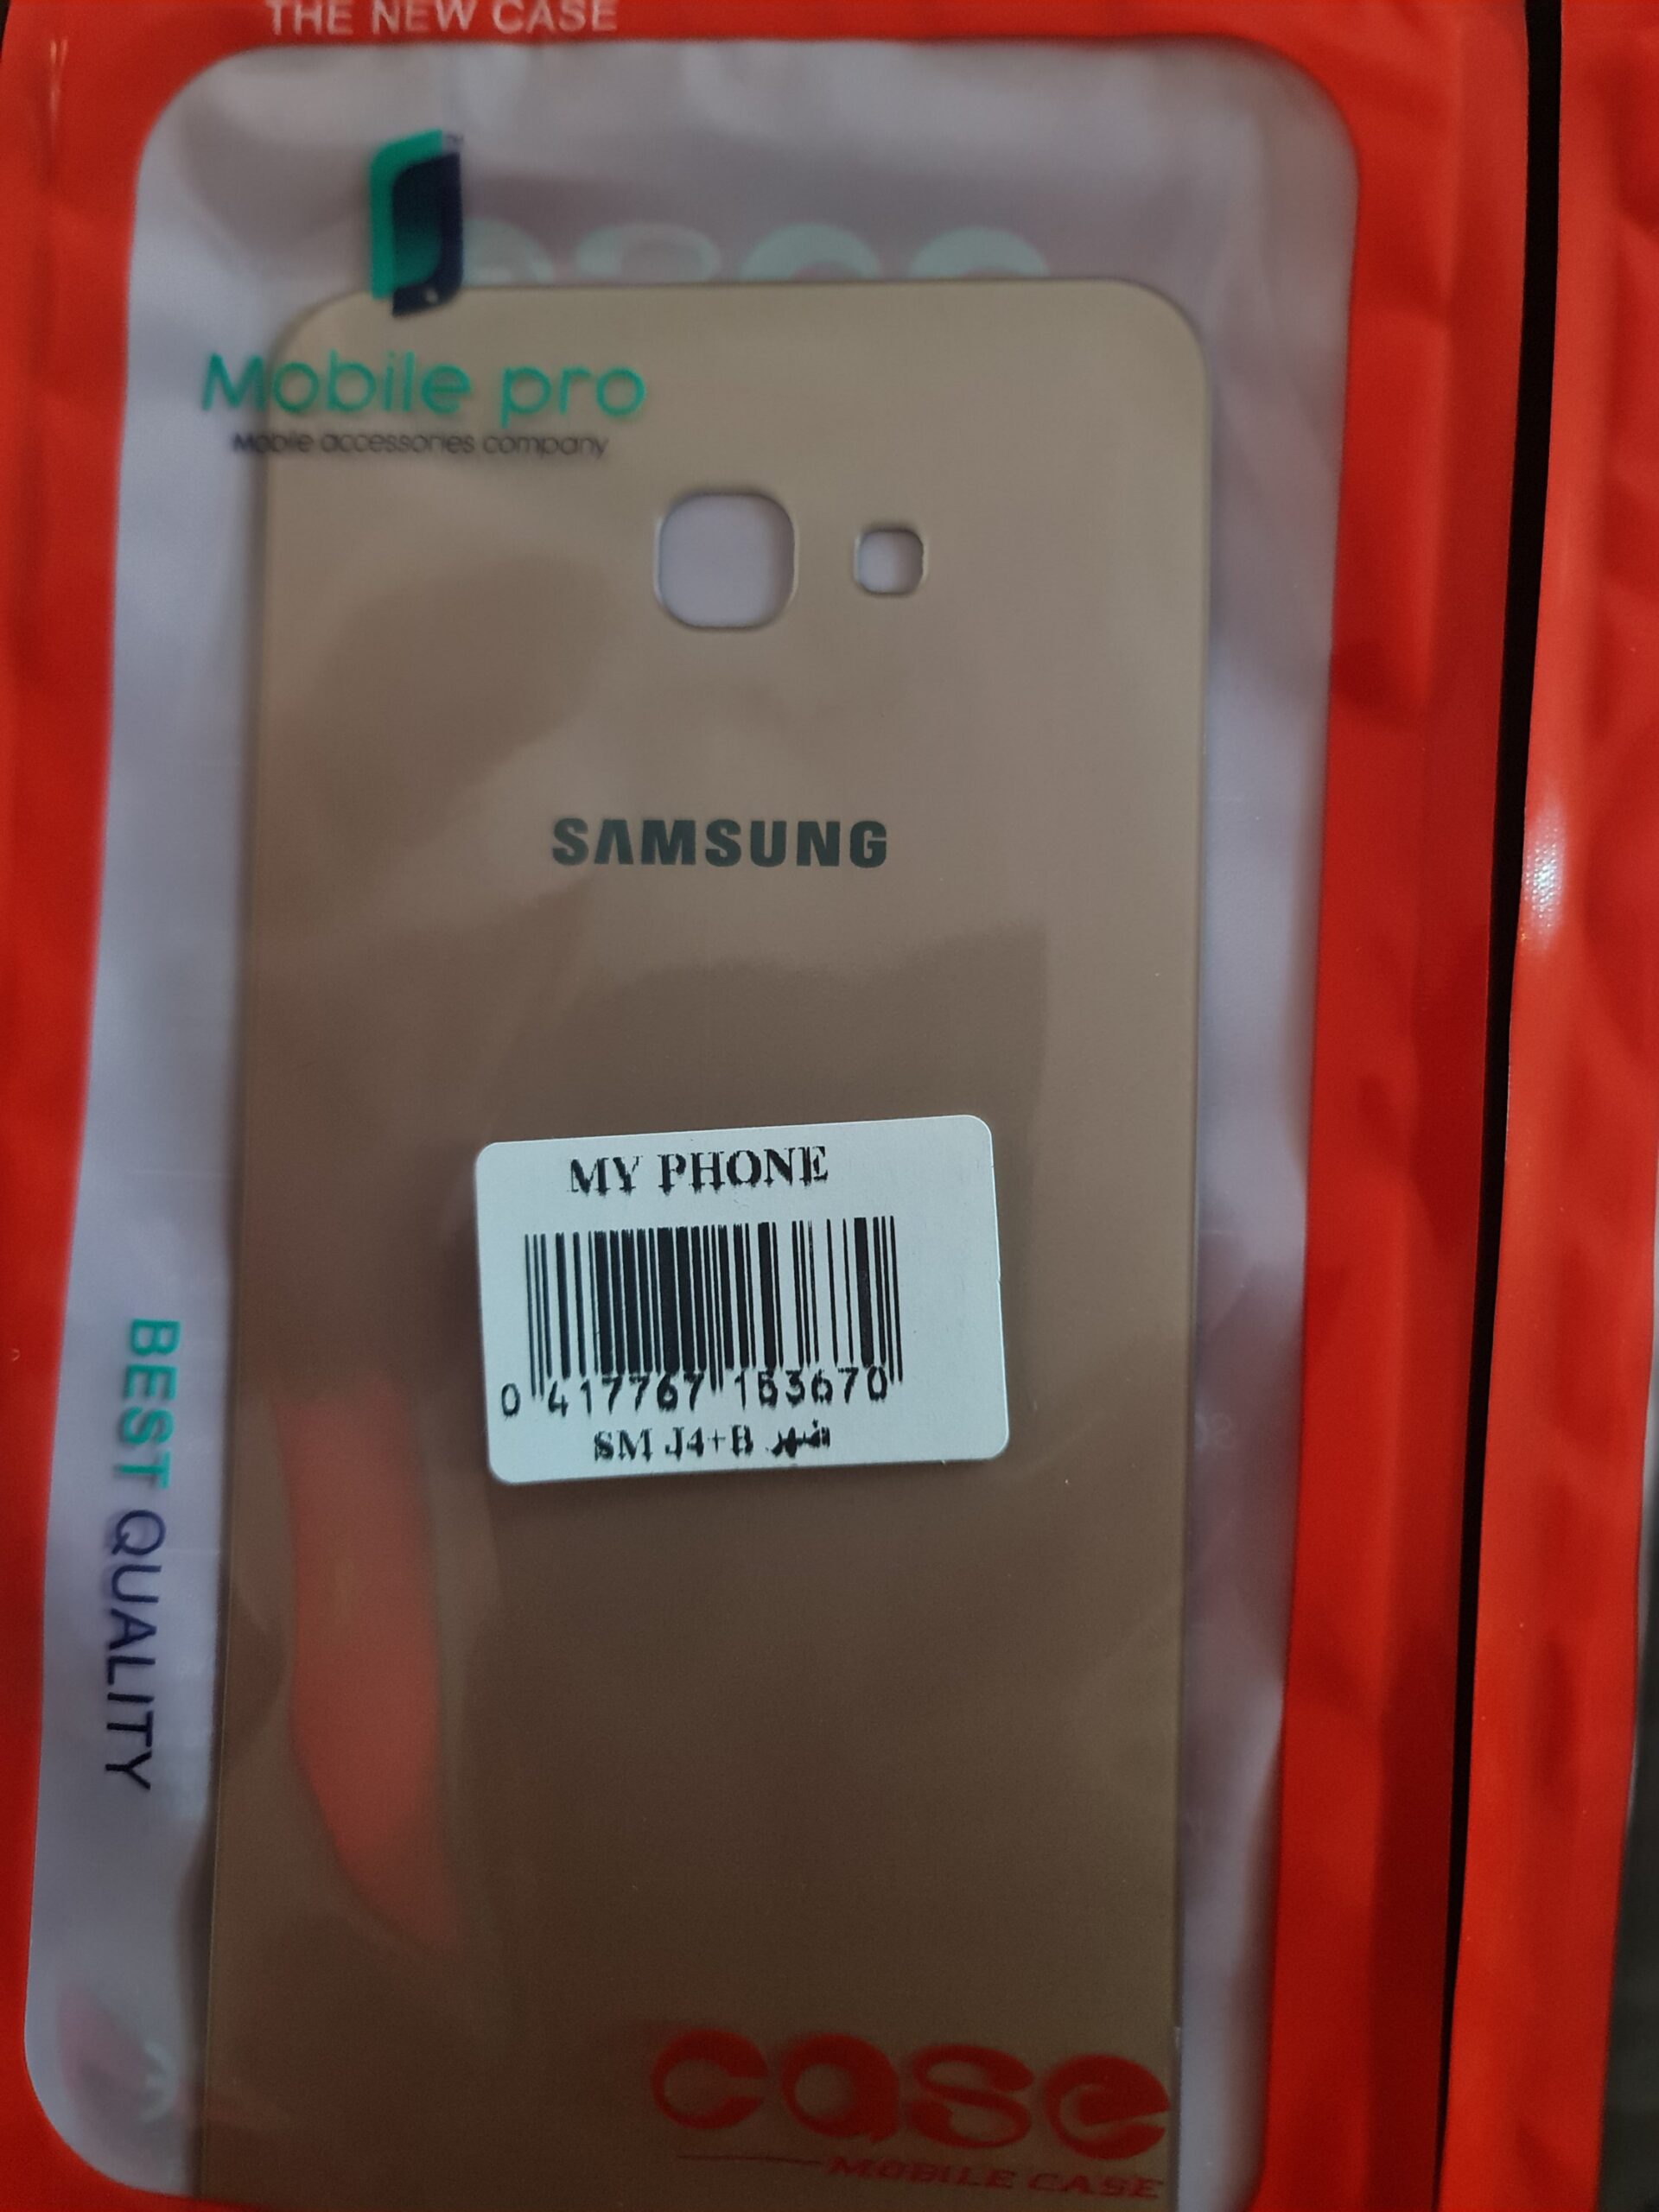 THE NEW CASE
Mobile pro
Mobile accessories company
SAMSUNG
MY PHONE
0 417767 163670
SM J4+B
BEST QUALITY
case
MOBILE CASE